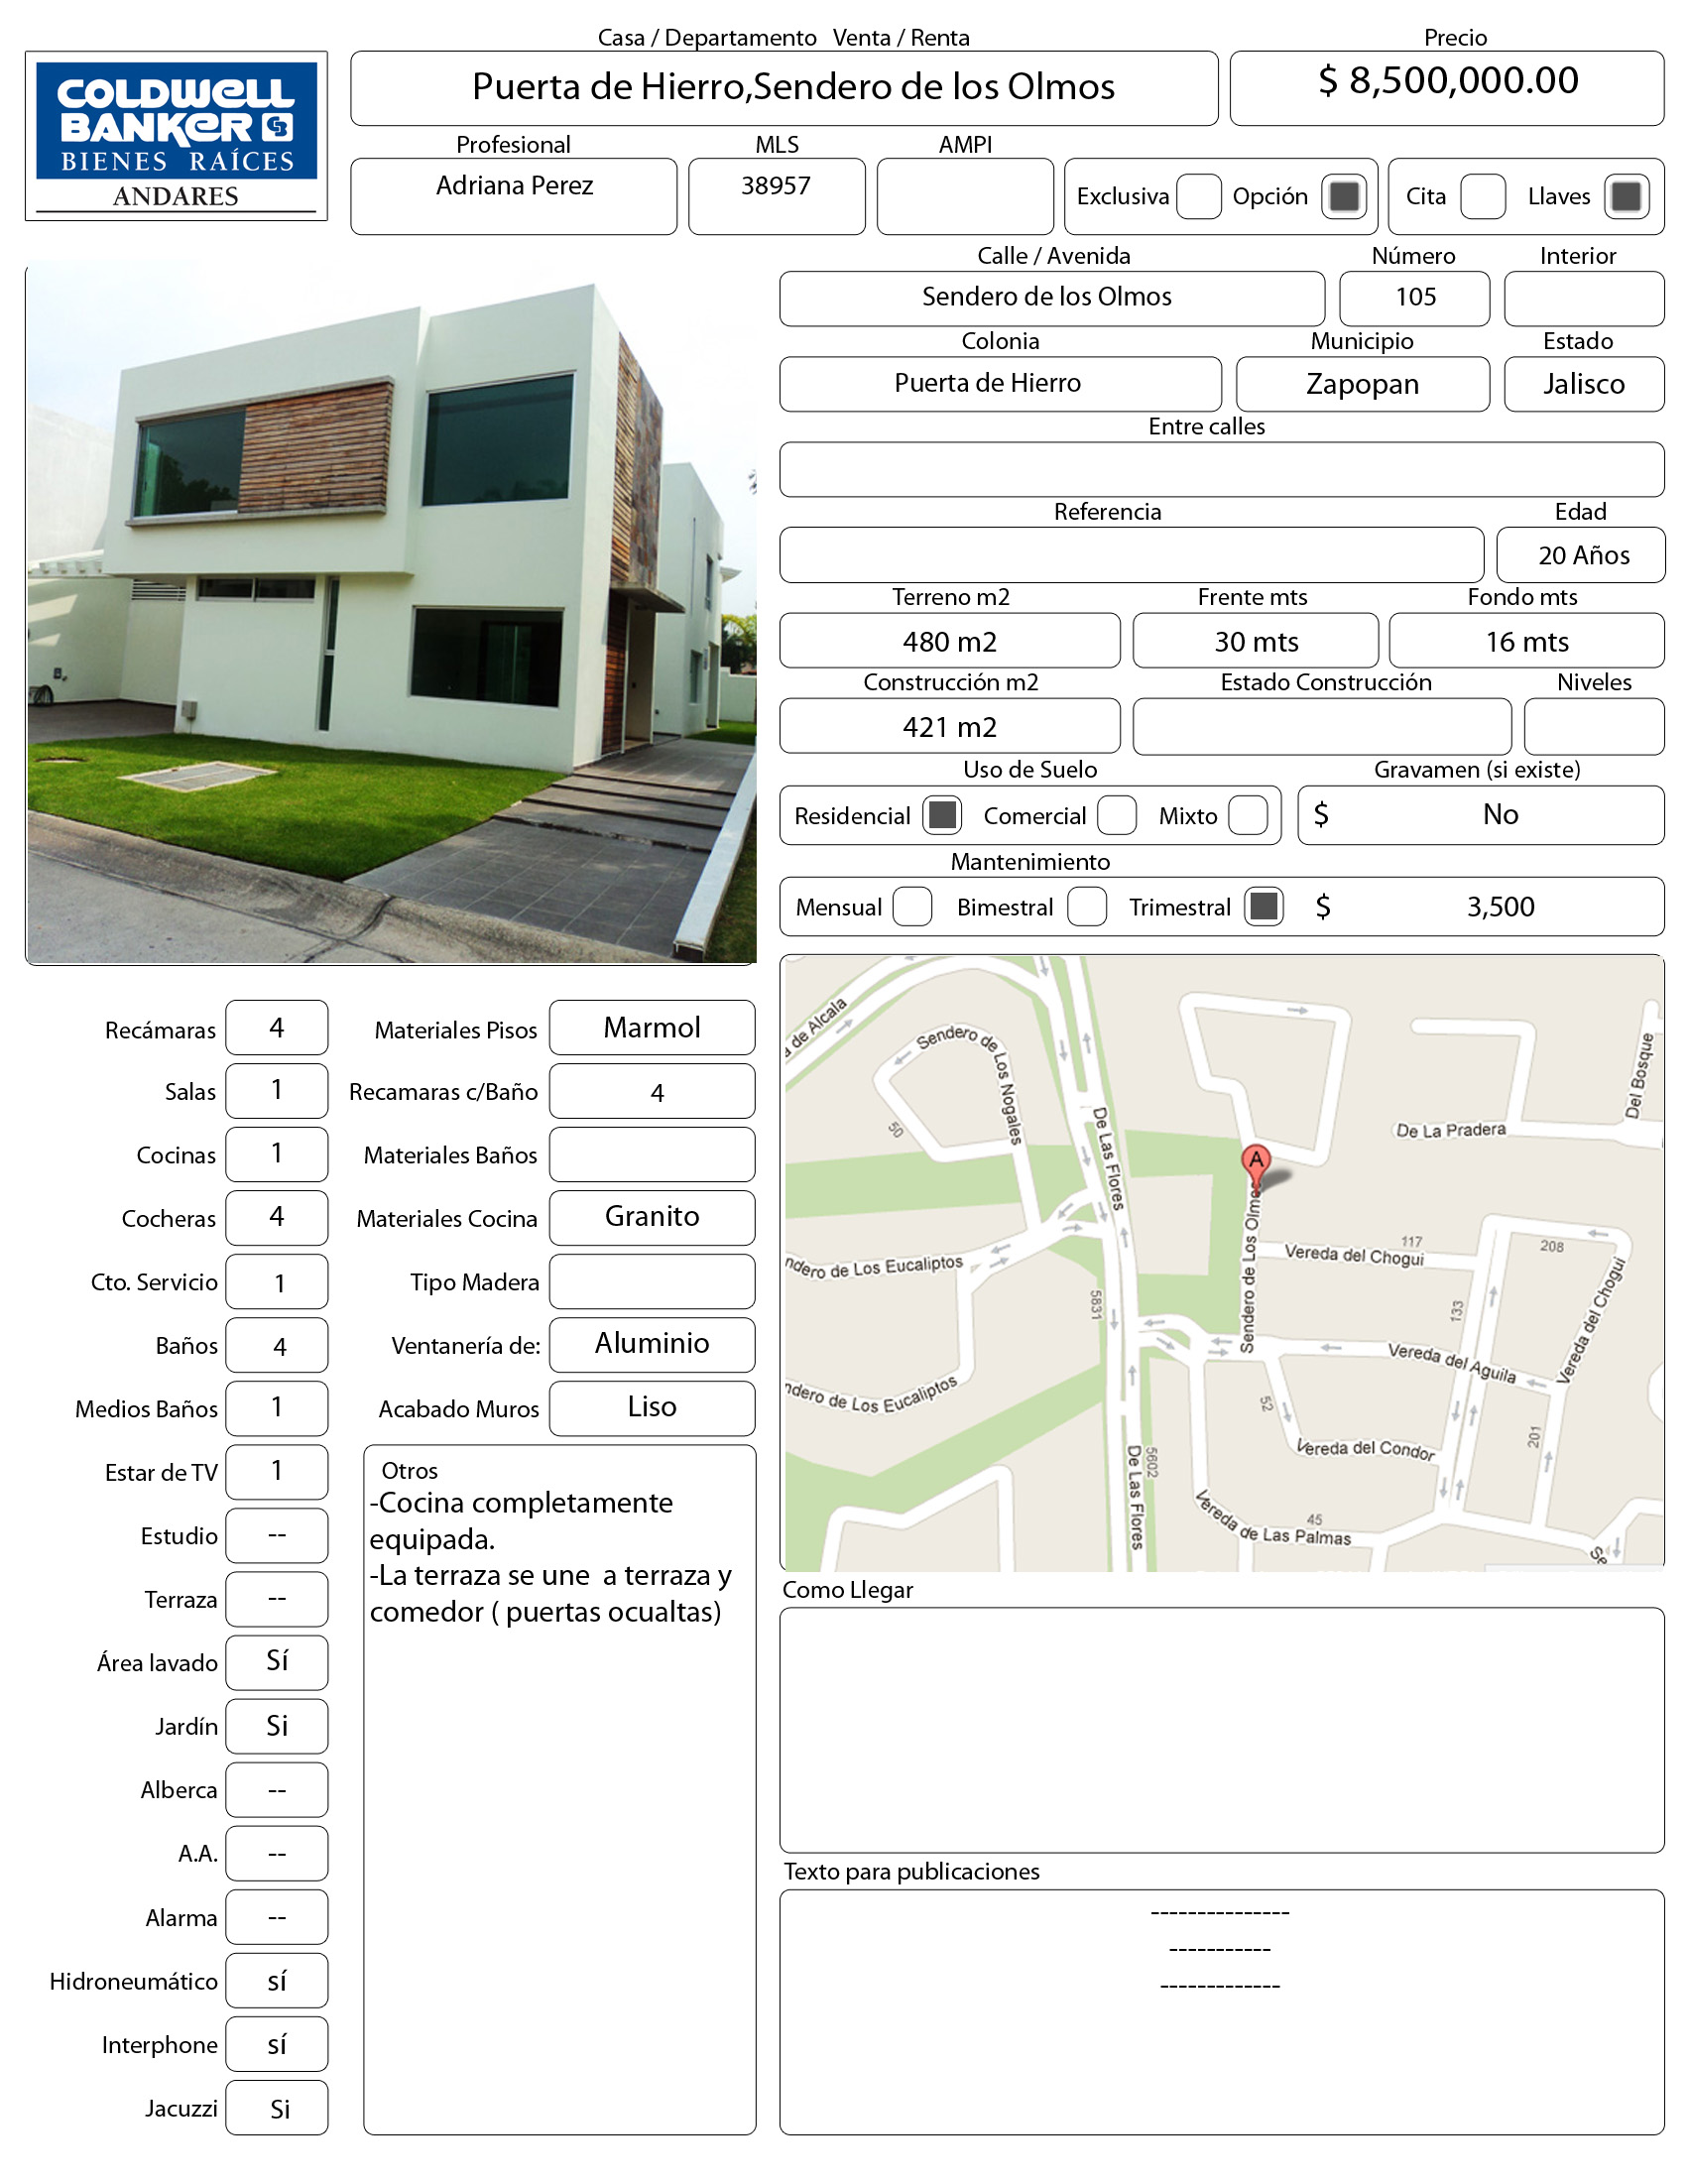 COLDWELL
BANKER CB
BIENES RAÍCES
ANDARES
Casa / Departamento Venta / Renta
Puerta de Hierro,Sendero de los Olmos
Precio
$ 8,500,000.00
Profesional
Adriana Perez
MLS
38957
AMPI
Exclusiva Opción
Cita Llaves
Calle / Avenida
Sendero de los Olmos
Número
105
Interior
Colonia
Puerta de Hierro
Municipio
Zapopan
Estado
Jalisco
Entre calles
Referencia
Edad
20 Años
Terreno m2
480 m2
Frente mts
30 mts
Fondo mts
16 mts
Construcción m2
421 m2
Estado Construcción
Niveles
Uso de Suelo
Residencial Comercial Mixto
Gravamen (si existe)
$ No
Mantenimiento
Mensual Bimestral Trimestral $ 3,500
Recámaras 4
Salas 1
Cocinas 1
Cocheras 4
Cto. Servicio 1
Baños 4
Medios Baños 1
Estar de TV 1
Estudio --
Terraza --
Área lavado Sí
Jardín Si
Alberca --
A.A. --
Alarma --
Hidroneumático sí
Interphone sí
Jacuzzi Si
Materiales Pisos Marmol
Recamaras c/Baño 4
Materiales Baños
Materiales Cocina Granito
Tipo Madera
Ventanería de: Aluminio
Acabado Muros Liso
Otros
-Cocina completamente
equipada.
-La terraza se une a terraza y
comedor ( puertas ocualtas)
a de Alcala
Sendero de Los Nogales
50
De Las Flores
De La Pradera
Del Bosque
A
Sendero de Los Olmos
117
Vereda del Chogui
208
Vereda del Chogui
ndero de Los Eucaliptos
5831
133
Vereda del Aguila
ndero de Los Eucaliptos
52
201
Vereda del Condor
5602
De Las Flores
45
Vereda de Las Palmas
Se
Como Llegar
Texto para publicaciones
---------------
-----------
-------------